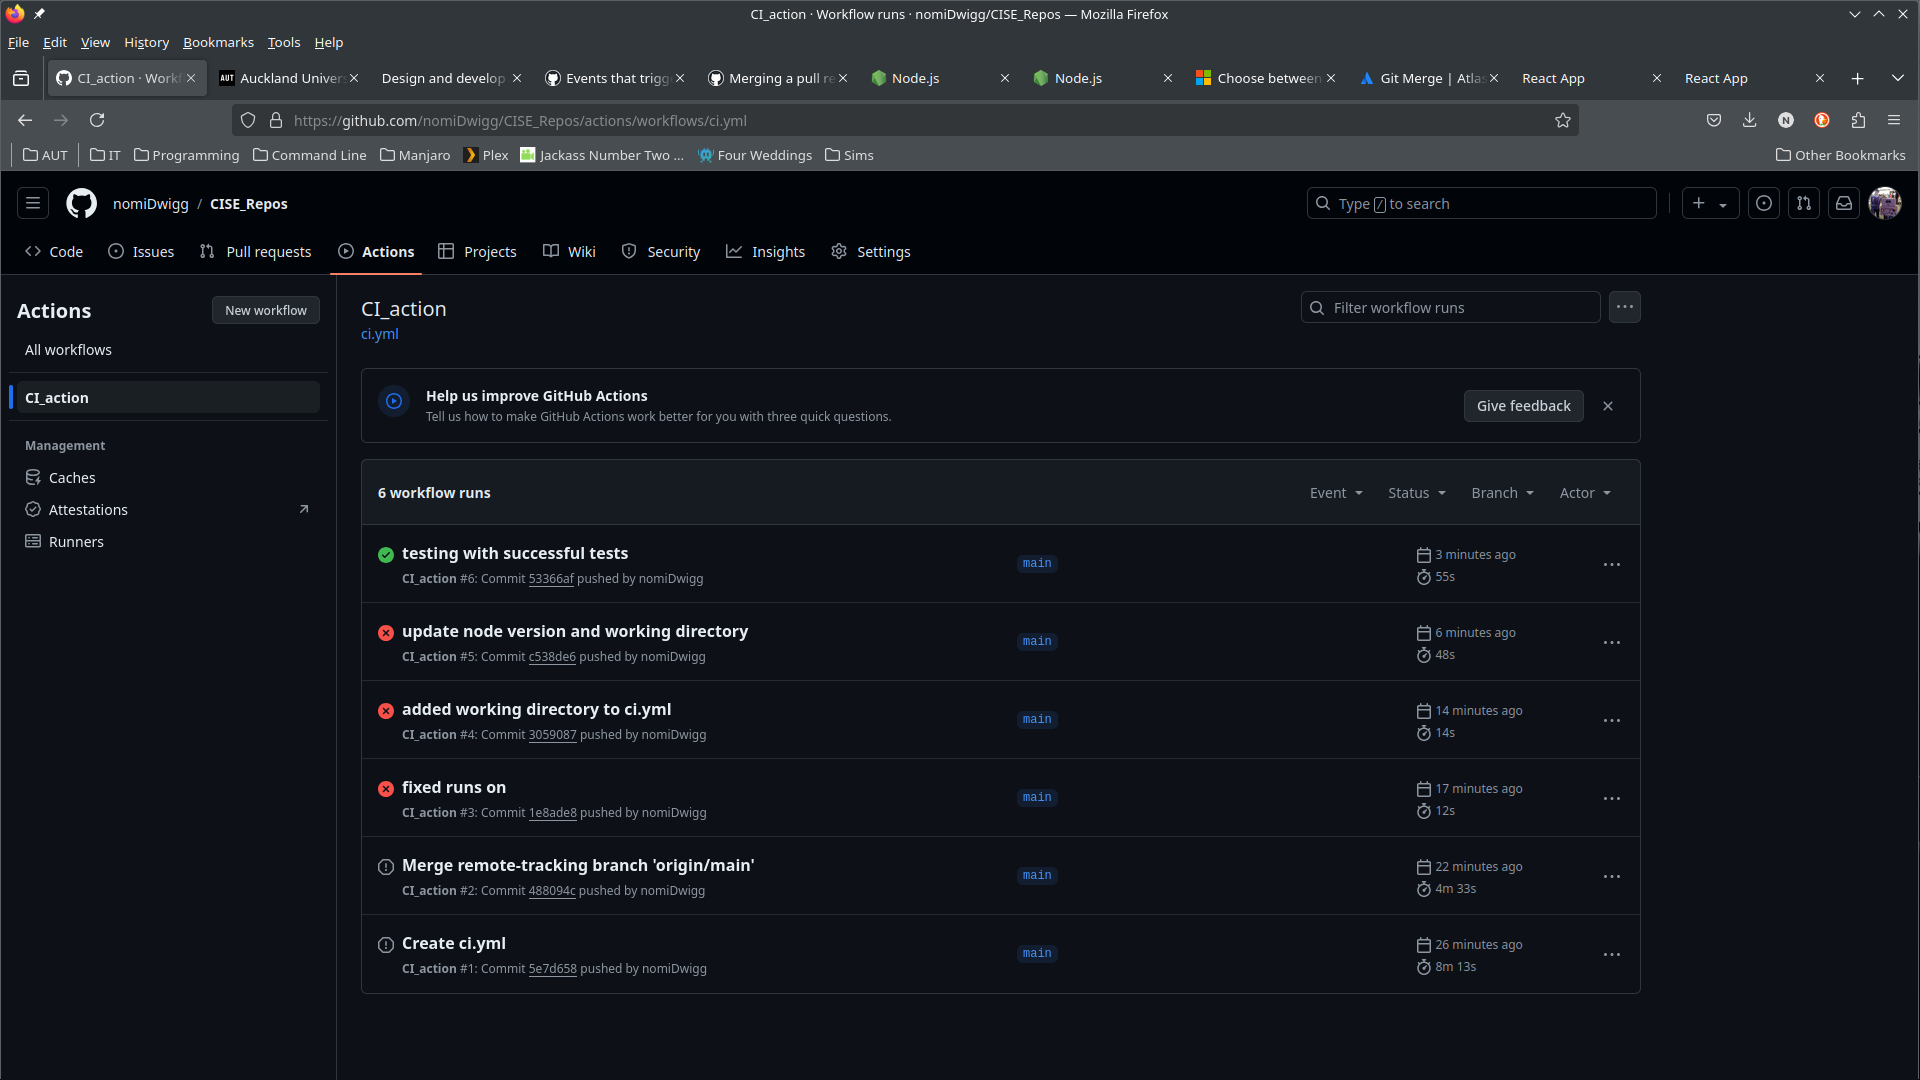 CI_action · Workflow runs · nomiDwigg/CISE_Repos — Mozilla Firefox
File Edit View History Bookmarks Tools Help
CI_action · Workf
AUT Auckland Univers
Design and develop
Events that trigg
Merging a pull re
Node.js
Node.js
Choose between
Git Merge | Atlas
React App
React App
https://github.com/nomiDwigg/CISE_Repos/actions/workflows/ci.yml
N
AUT IT Programming Command Line Manjaro Plex Jackass Number Two ... Four Weddings Sims Other Bookmarks
nomiDwigg / CISE_Repos
Type / to search
Code Issues Pull requests Actions Projects Wiki Security Insights Settings
Actions
New workflow
All workflows
CI_action
Management
Caches
Attestations
Runners
CI_action
ci.yml
Filter workflow runs
Help us improve GitHub Actions
Tell us how to make GitHub Actions work better for you with three quick questions.
Give feedback
6 workflow runs
Event Status Branch Actor
testing with successful tests
CI_action #6: Commit 53366af pushed by nomiDwigg
main
3 minutes ago
55s
update node version and working directory
CI_action #5: Commit c538de6 pushed by nomiDwigg
main
6 minutes ago
48s
added working directory to ci.yml
CI_action #4: Commit 3059087 pushed by nomiDwigg
main
14 minutes ago
14s
fixed runs on
CI_action #3: Commit 1e8ade8 pushed by nomiDwigg
main
17 minutes ago
12s
Merge remote-tracking branch 'origin/main'
CI_action #2: Commit 488094c pushed by nomiDwigg
main
22 minutes ago
4m 33s
Create ci.yml
CI_action #1: Commit 5e7d658 pushed by nomiDwigg
main
26 minutes ago
8m 13s